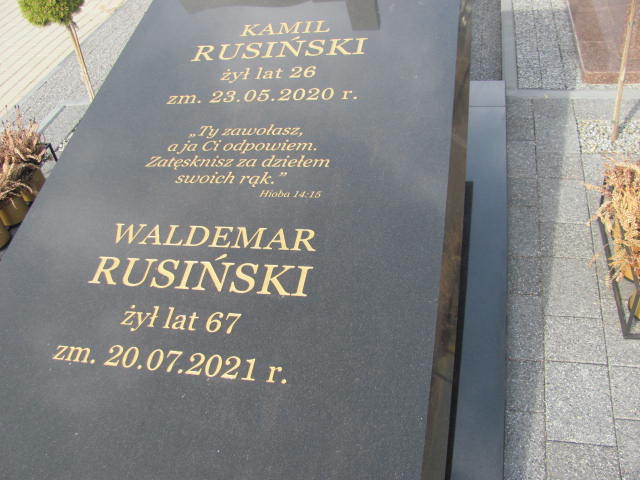 KAMIL
RUSIŃSKI
żył lat 26
zm. 23.05.2020 r.
„Ty zawołasz,
a ja Ci odpowiem.
Zatęsknisz za dziełem
swoich rąk.”
Hioba 14:15
WALDEMAR
RUSIŃSKI
żył lat 67
zm. 20.07.2021 r.